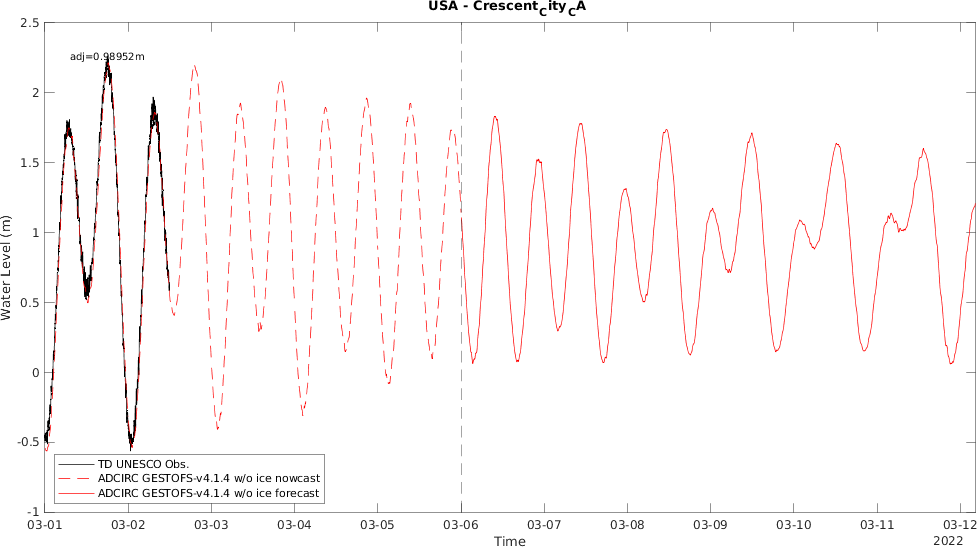 USA - Crescent_City_CA
adj=0.98952m
2.5
2
1.5
1
0.5
0
-0.5
-1
Water Level (m)
TD UNESCO Obs.
ADCIRC GESTOFS-v4.1.4 w/o ice nowcast
ADCIRC GESTOFS-v4.1.4 w/o ice forecast
03-01 03-02 03-03 03-04 03-05 03-06 03-07 03-08 03-09 03-10 03-11 03-12
Time
2022